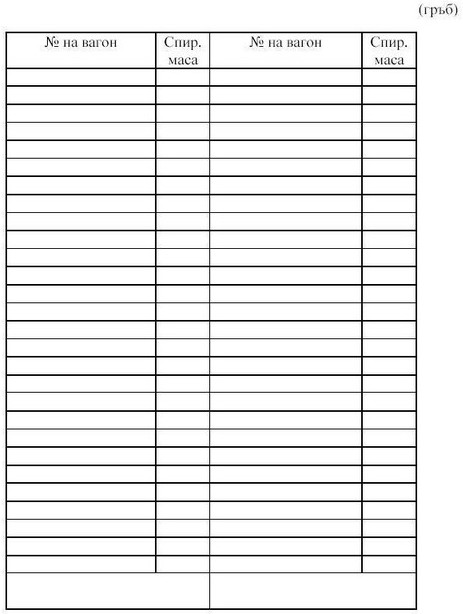 (гръб)
№ на вагон Спир. маса № на вагон Спир. маса